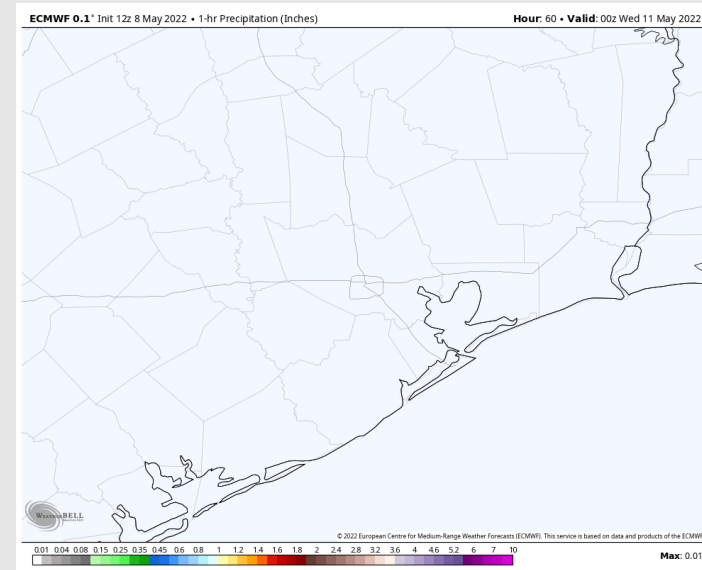 ECMWF 0.1° Init 12z 8 May 2022 • 1-hr Precipitation (Inches)
Hour: 60 • Valid: 00z Wed 11 May 2022
WEATHERBELL
© 2022 European Centre for Medium-Range Weather Forecasts (ECMWF). This service is based on data and products of the ECMWF
0.01 0.04 0.08 0.15 0.25 0.35 0.45 0.6 0.8 1 1.2 1.4 1.6 1.8 2 2.4 2.8 3.2 3.6 4 4.6 5.2 6 10
Max: 0.01